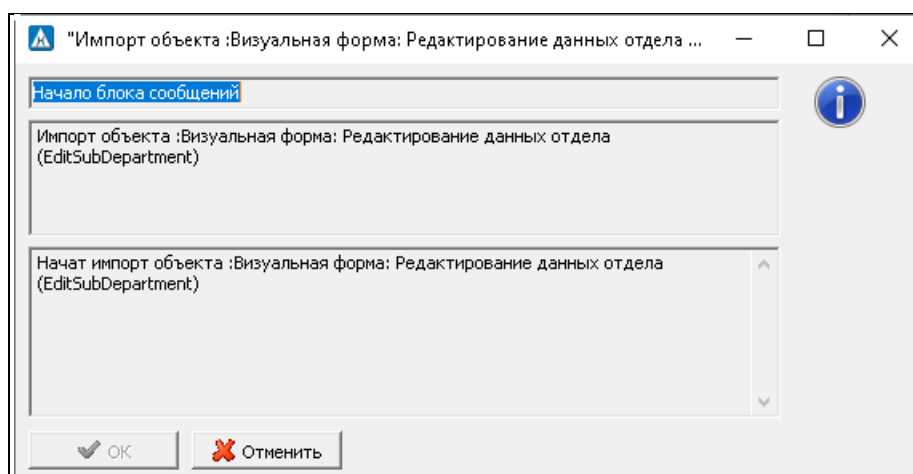 "Импорт объекта :Визуальная форма: Редактирование данных отдела ...
Начало блока сообщений
Импорт объекта :Визуальная форма: Редактирование данных отдела
(EditSubDepartment)
Начат импорт объекта :Визуальная форма: Редактирование данных отдела
(EditSubDepartment)
ОК
Отменить